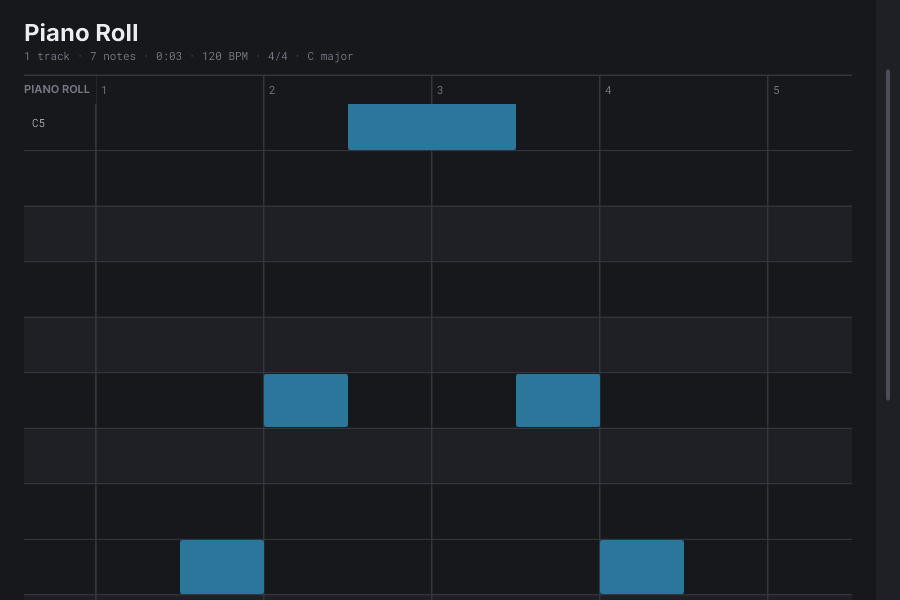 Piano Roll
1 track · 7 notes · 0:03 · 120 BPM · 4/4 · C major
PIANO ROLL 1 2 3 4 5
C5